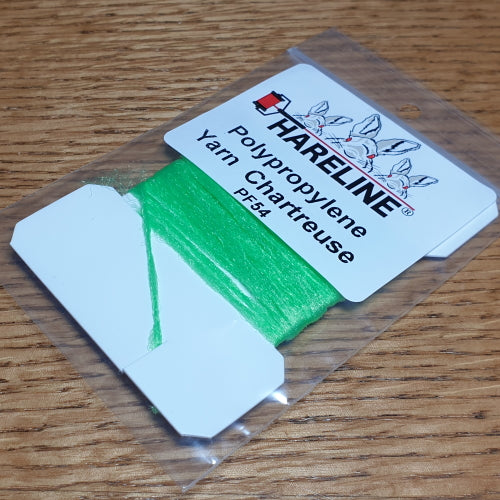 HARELINE®
Polypropylene
Yarn Chartreuse
PF54